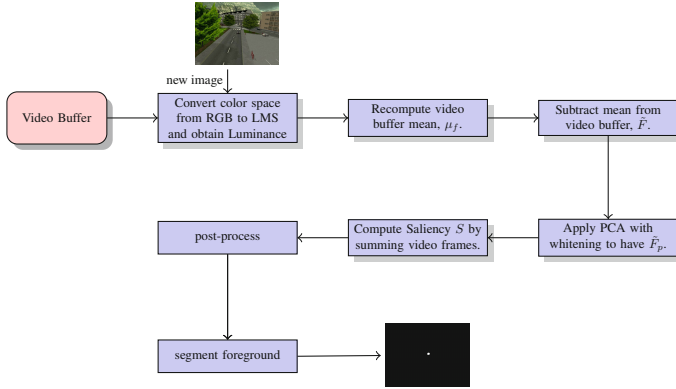 new image
Video Buffer
Convert color space
from RGB to LMS
and obtain Luminance
Recompute video
buffer mean, μ_f.
Subtract mean from
video buffer, F̃.
Apply PCA with
whitening to have F̃_p.
Compute Saliency S by
summing video frames.
post-process
segment foreground